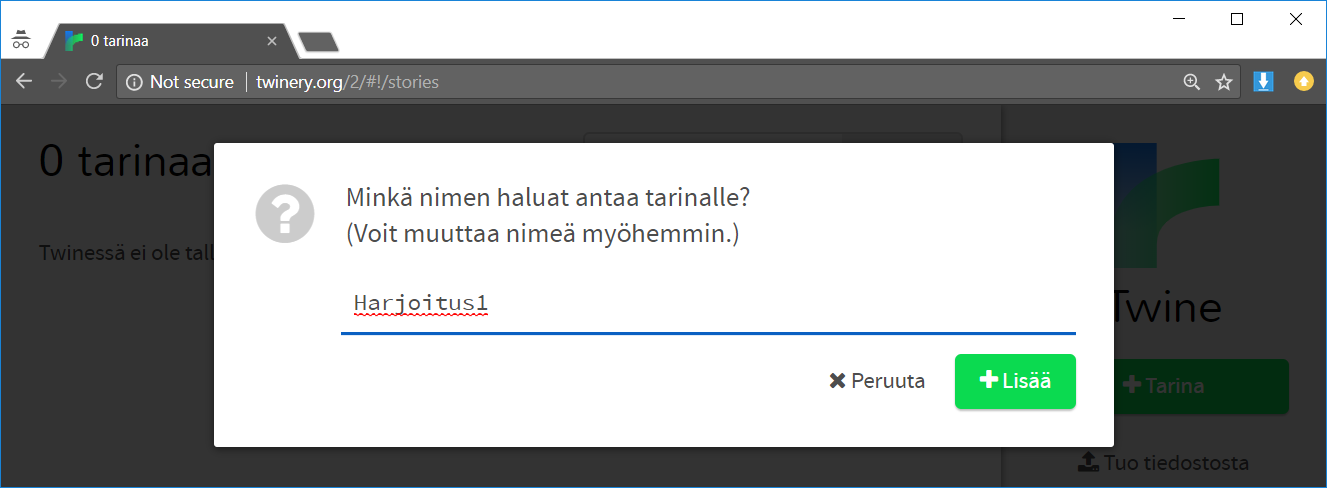 0 tarinaa
Not secure twinery.org/2/#!/stories
0 tarinaa
Twinessä ei ole tall
Minkä nimen haluat antaa tarinalle?
(Voit muuttaa nimeä myöhemmin.)
Harjoitus1
Peruuta
Lisää
Twine
Tarina
Tuo tiedostosta